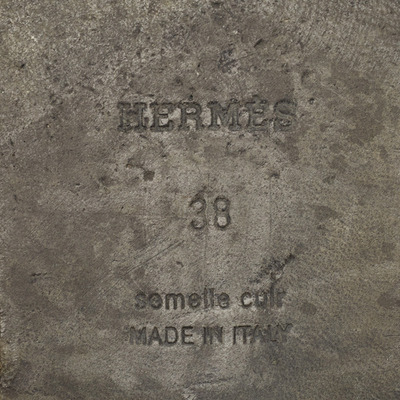 HERMES
38
semelle cuir
MADE IN ITALY